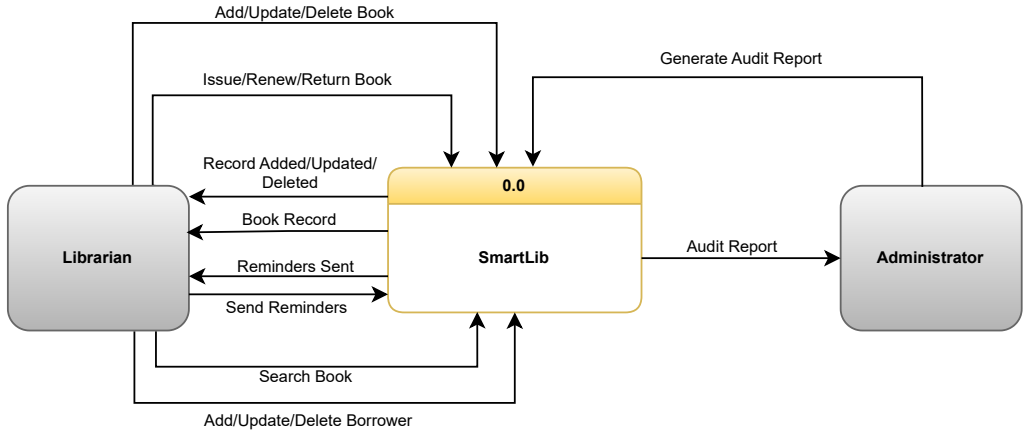 Add/Update/Delete Book
Generate Audit Report
Issue/Renew/Return Book
Record Added/Updated/
Deleted
0.0
Book Record
Audit Report
Librarian
SmartLib
Administrator
Reminders Sent
Send Reminders
Search Book
Add/Update/Delete Borrower